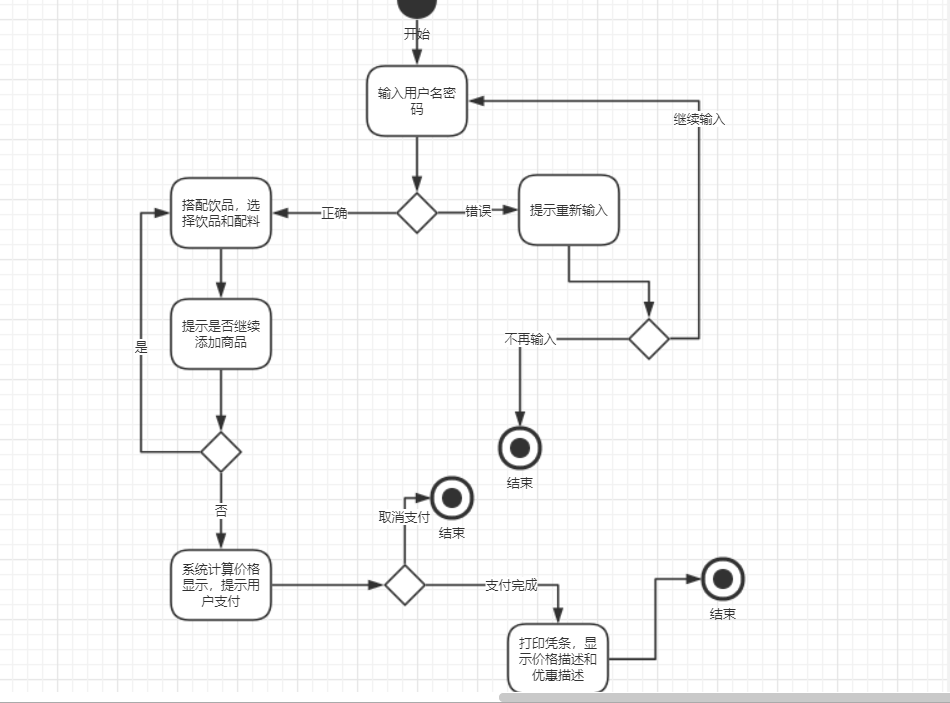 开始
输入用户名密
码
继续输入
搭配饮品，选
择饮品和配料
正确
错误
提示重新输入
提示是否继续
添加商品
是
不再输入
结束
否
取消支付
结束
系统计算价格
显示，提示用
户支付
支付完成
结束
打印凭条，显
示价格描述和
优惠描述